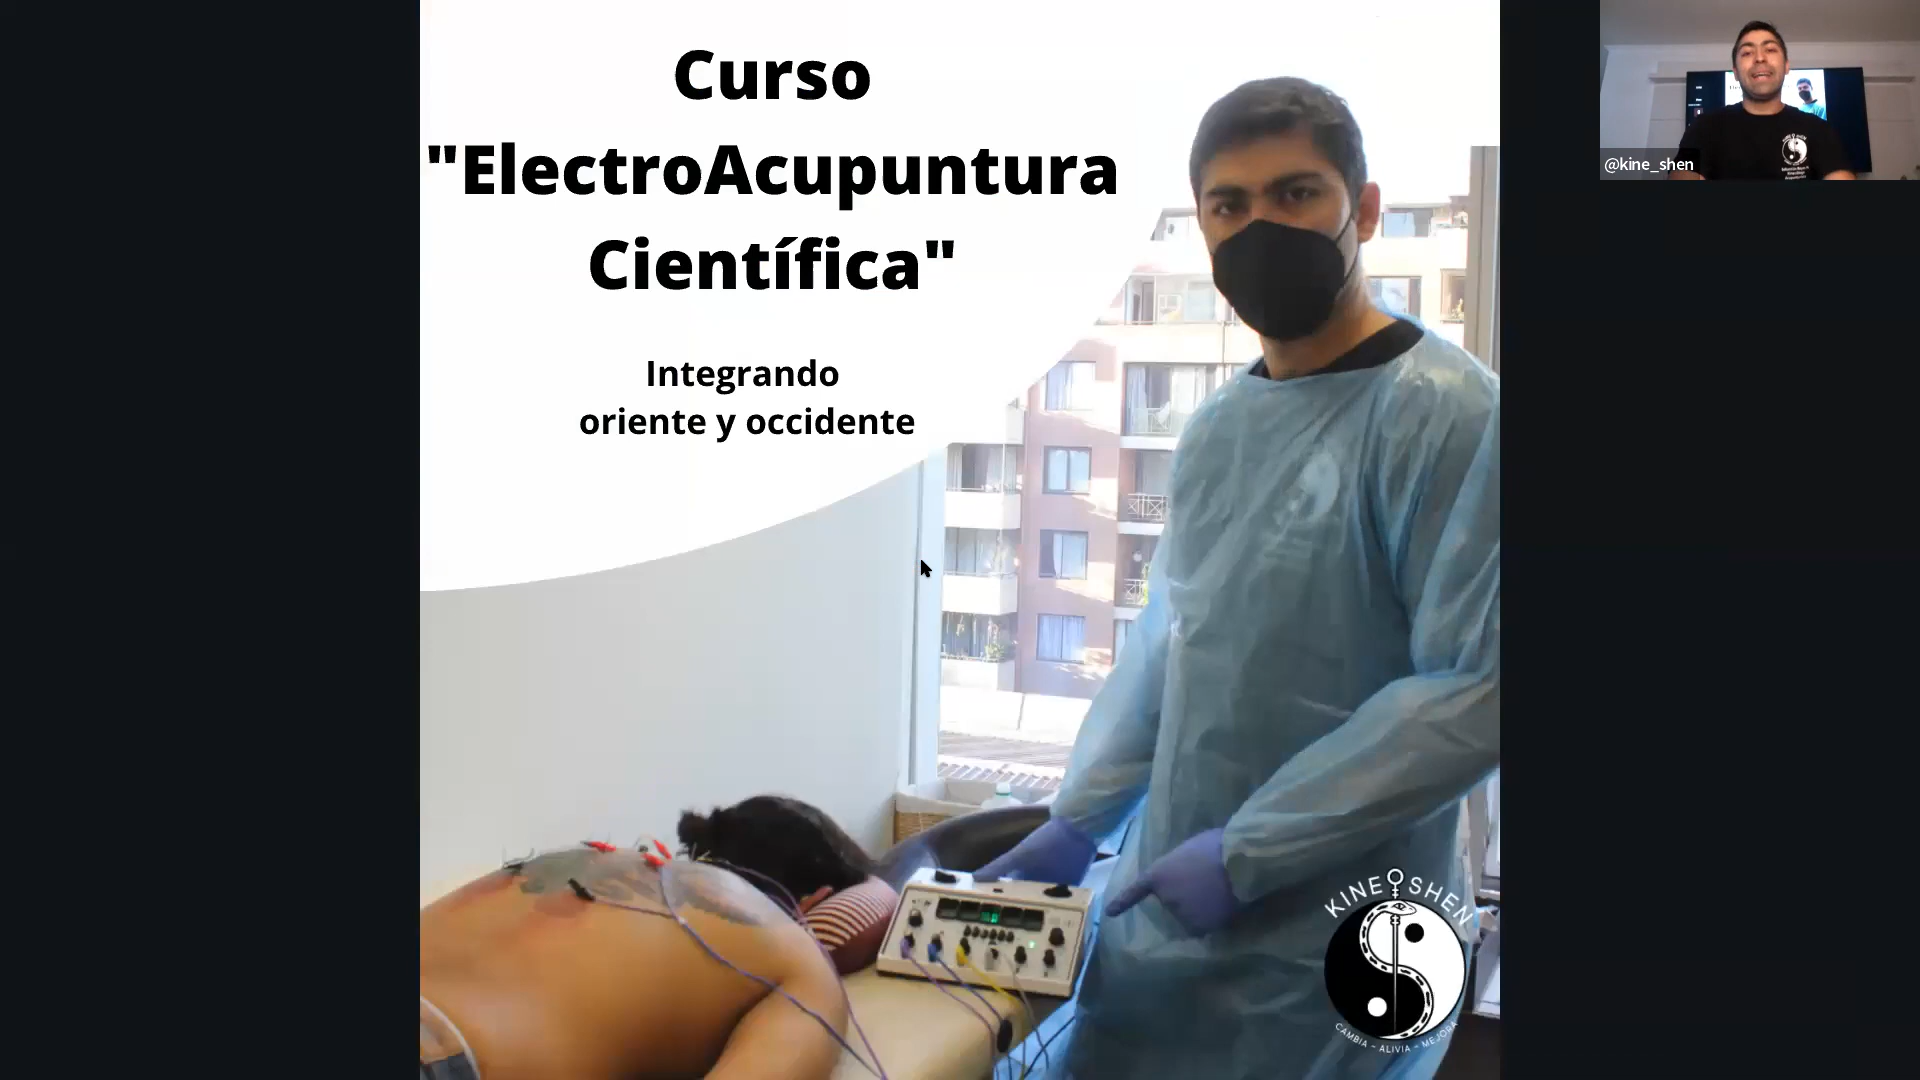 Curso
"ElectroAcupuntura
Científica"
Integrando
oriente y occidente
@kine_shen
KINE SHEN
CAMBIA - ALIVIA - MEJORA